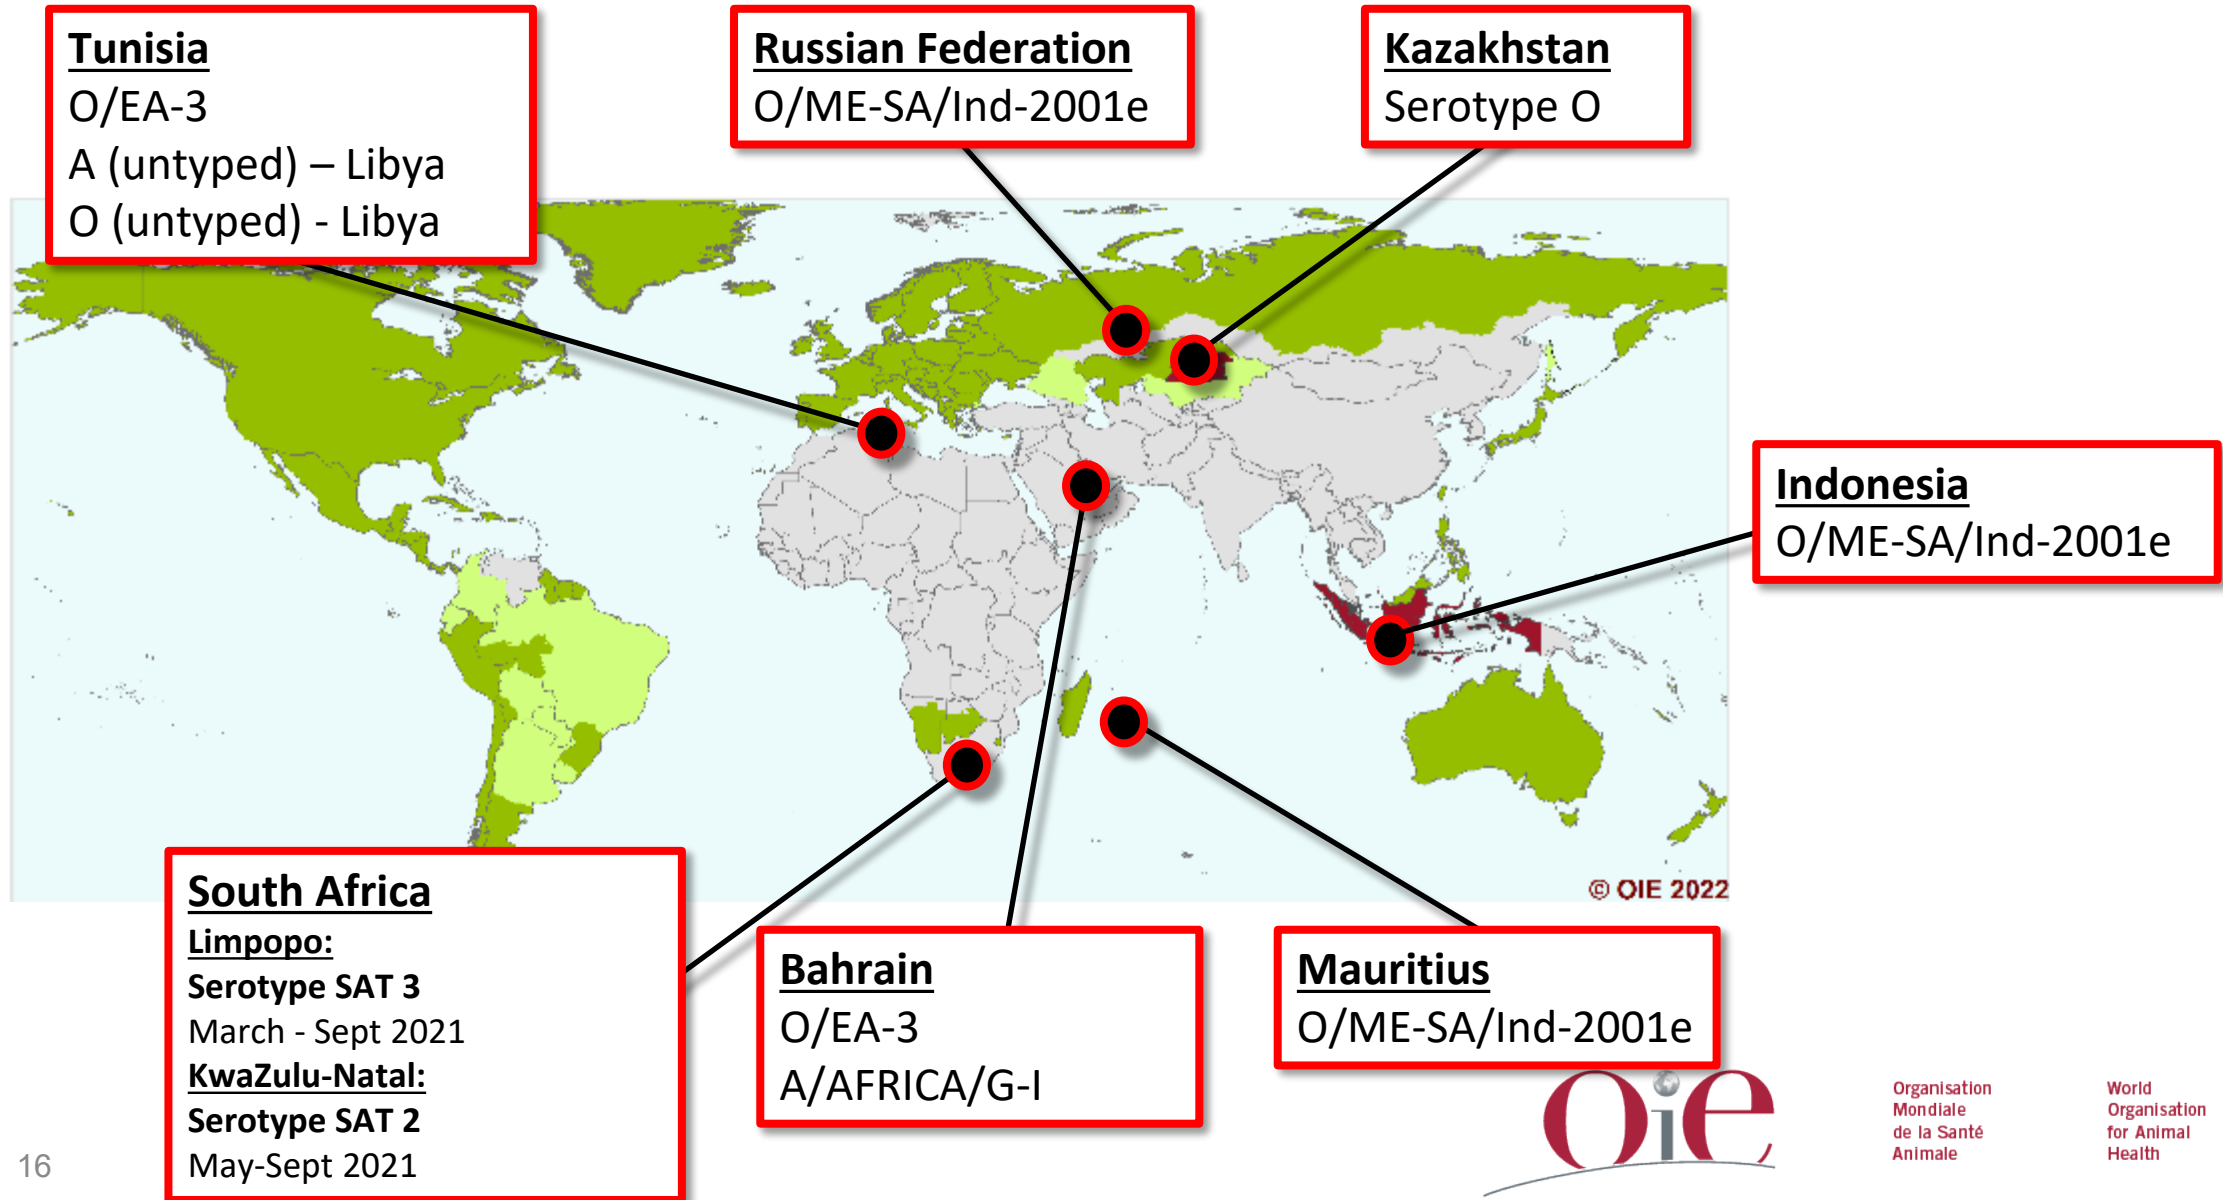 Tunisia
O/EA-3
A (untyped) – Libya
O (untyped) - Libya
Russian Federation
O/ME-SA/Ind-2001e
Kazakhstan
Serotype O
Indonesia
O/ME-SA/Ind-2001e
© OIE 2022
South Africa
Limpopo:
Serotype SAT 3
March - Sept 2021
KwaZulu-Natal:
Serotype SAT 2
May-Sept 2021
Bahrain
O/EA-3
A/AFRICA/G-I
Mauritius
O/ME-SA/Ind-2001e
Oie
Organisation
Mondiale
de la Santé
Animale
World
Organisation
for Animal
Health
16